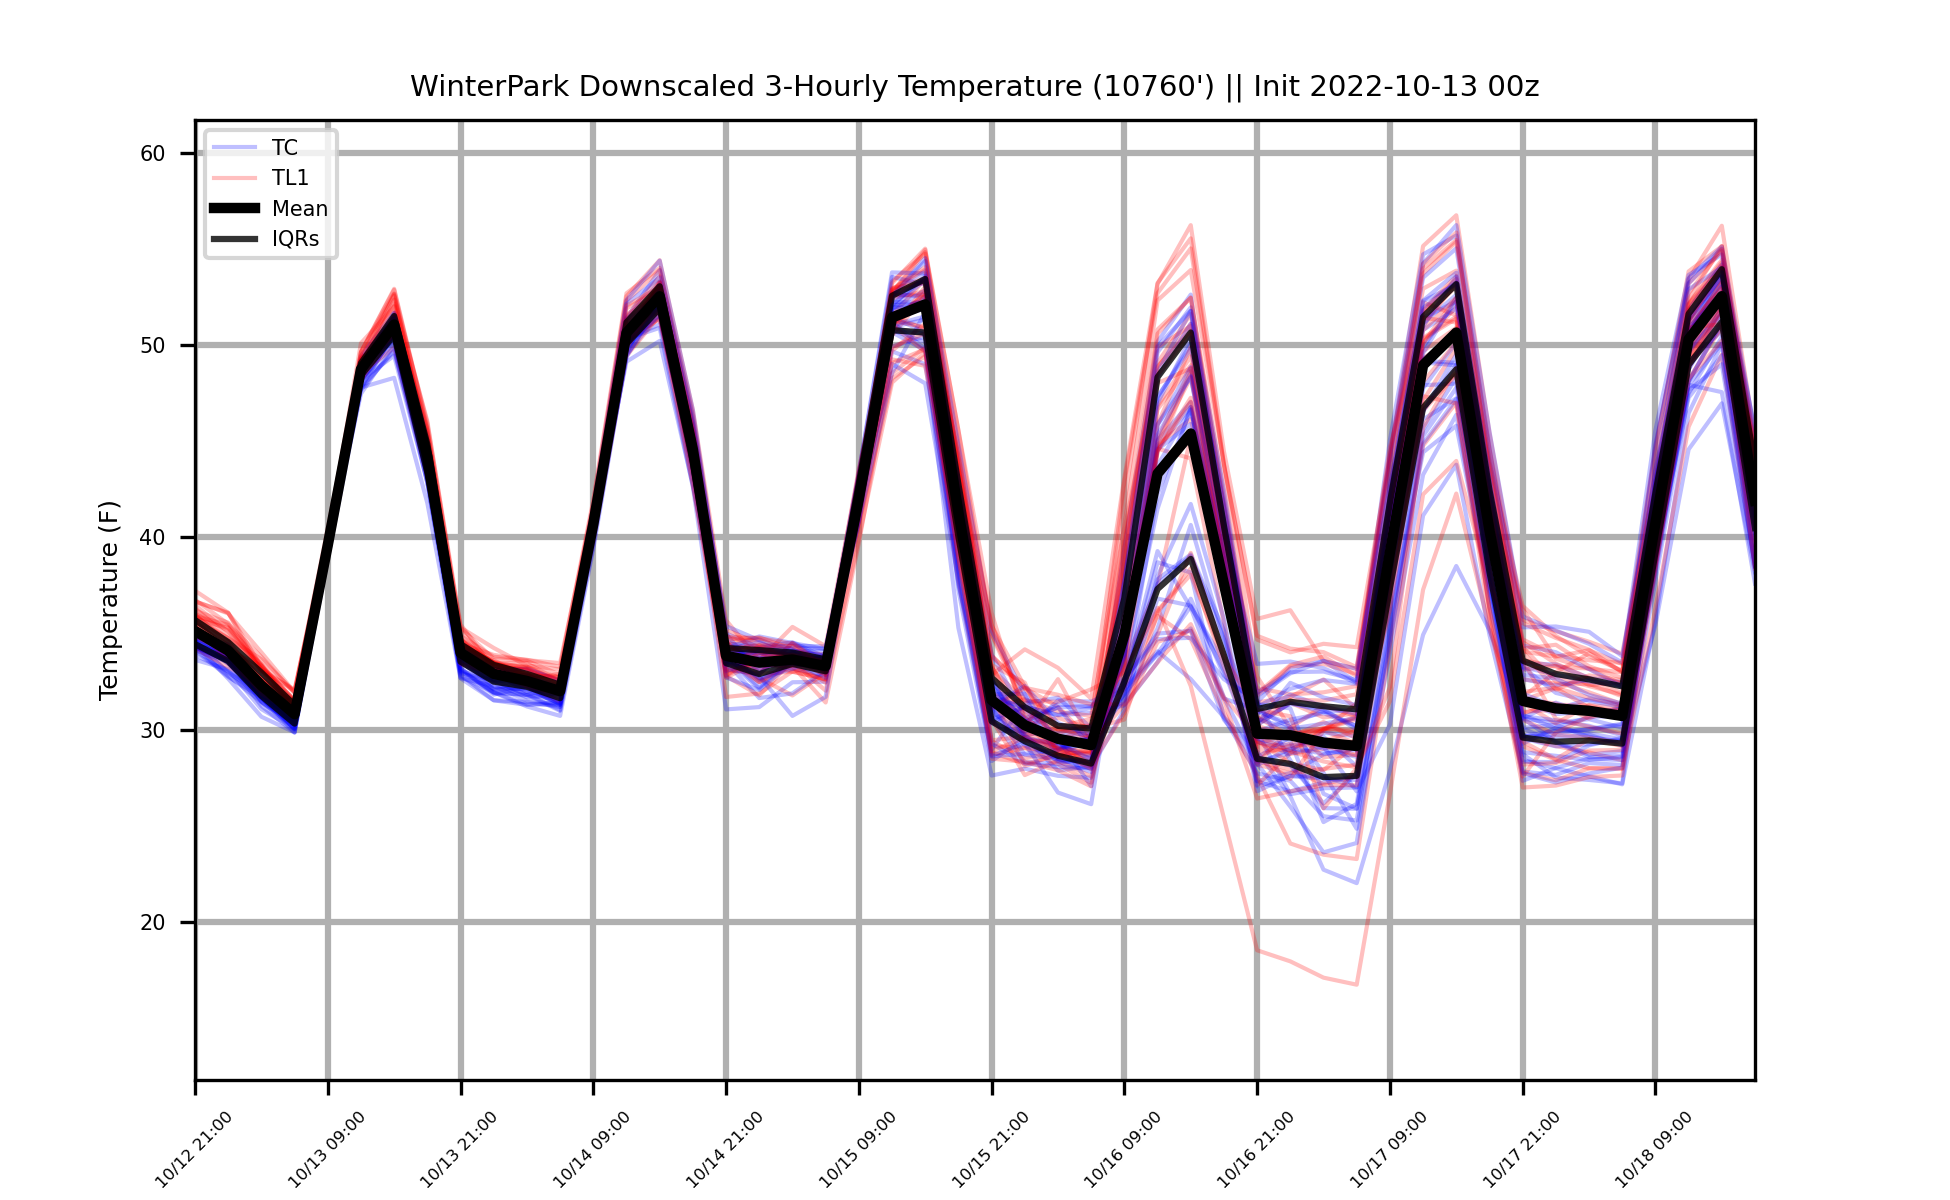 WinterPark Downscaled 3-Hourly Temperature (10760') || Init 2022-10-13 00z
TC
TL1
Mean
IQRs
Temperature (F)
60
50
40
30
20
10/12 21:00
10/13 09:00
10/13 21:00
10/14 09:00
10/14 21:00
10/15 09:00
10/15 21:00
10/16 09:00
10/16 21:00
10/17 09:00
10/17 21:00
10/18 09:00